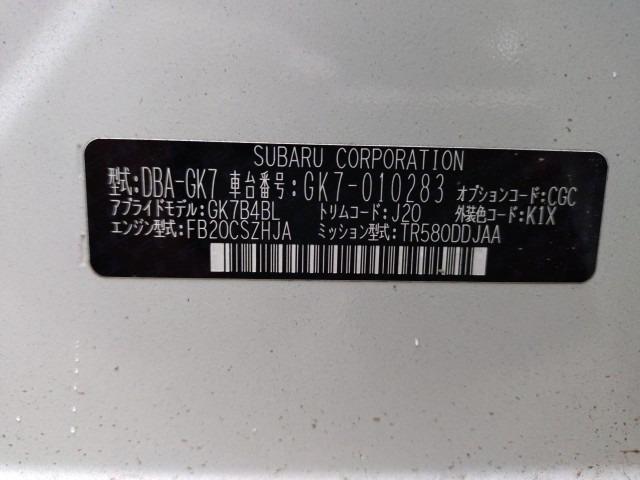 SUBARU CORPORATION
型式:DBA-GK7 車台番号:GK7-010283 オプションコード:CGC
アプライドモデル:GK7B4BL トリムコード:J20 外装色コード:K1X
エンジン型式:FB20CSZHJA ミッション型式:TR580DDJAA